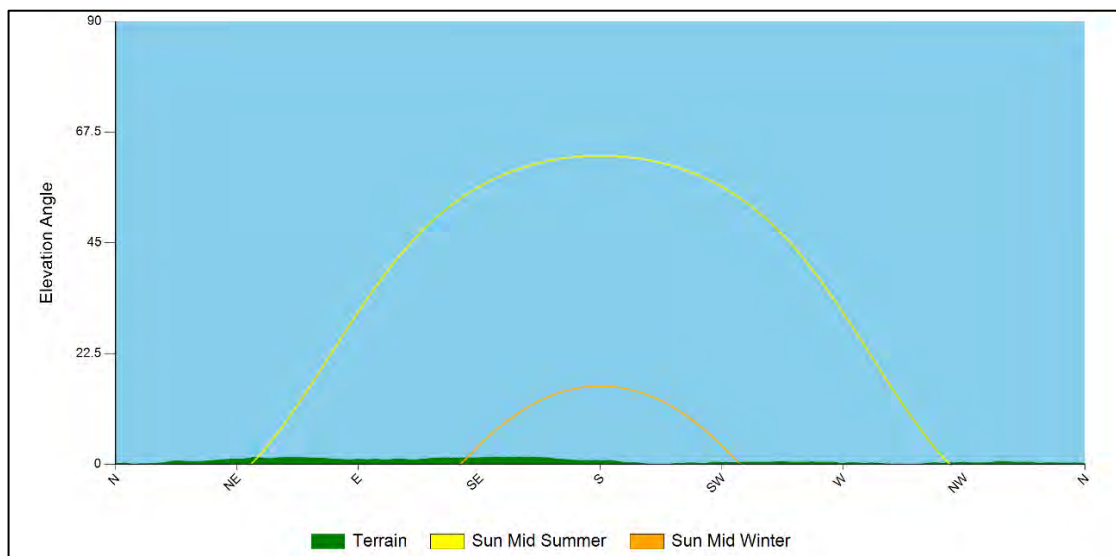 90
67.5
45
22.5
0
Elevation Angle
N
NE
E
SE
S
SW
W
NW
N
Terrain
Sun Mid Summer
Sun Mid Winter